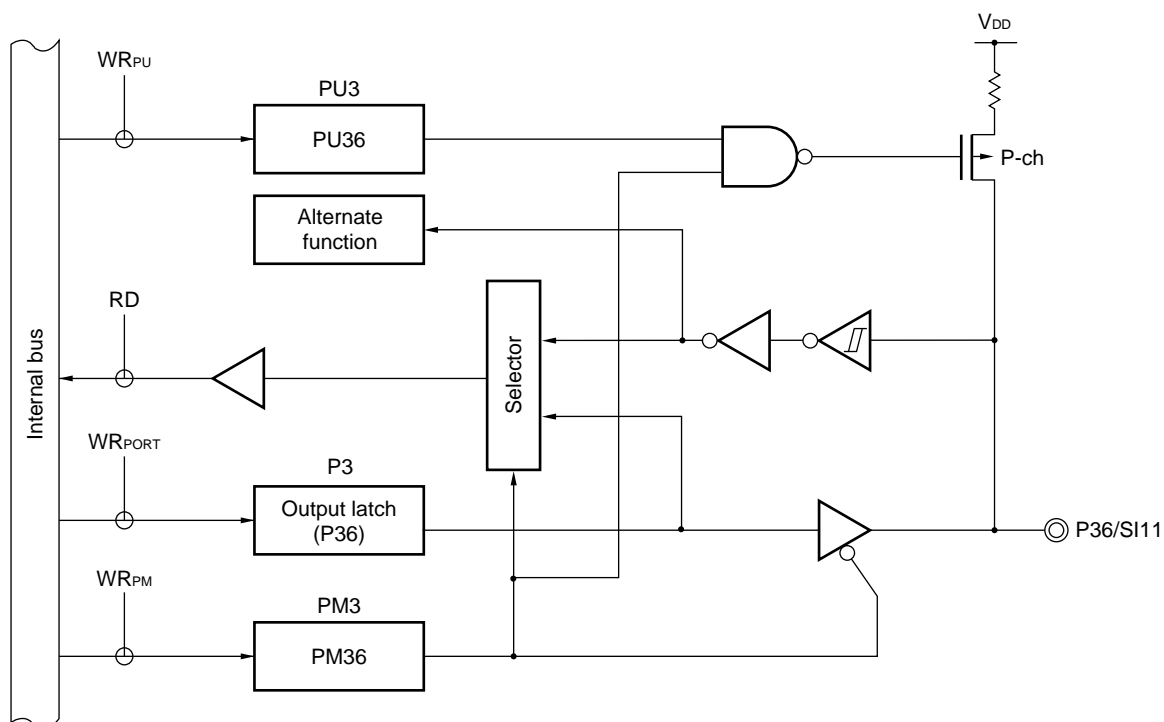 VDD
WRPU
PU3
PU36
P-ch
Alternate
function
RD
Selector
Internal bus
WRPORT
P3
Output latch
(P36)
P36/SI11
WRPM
PM3
PM36